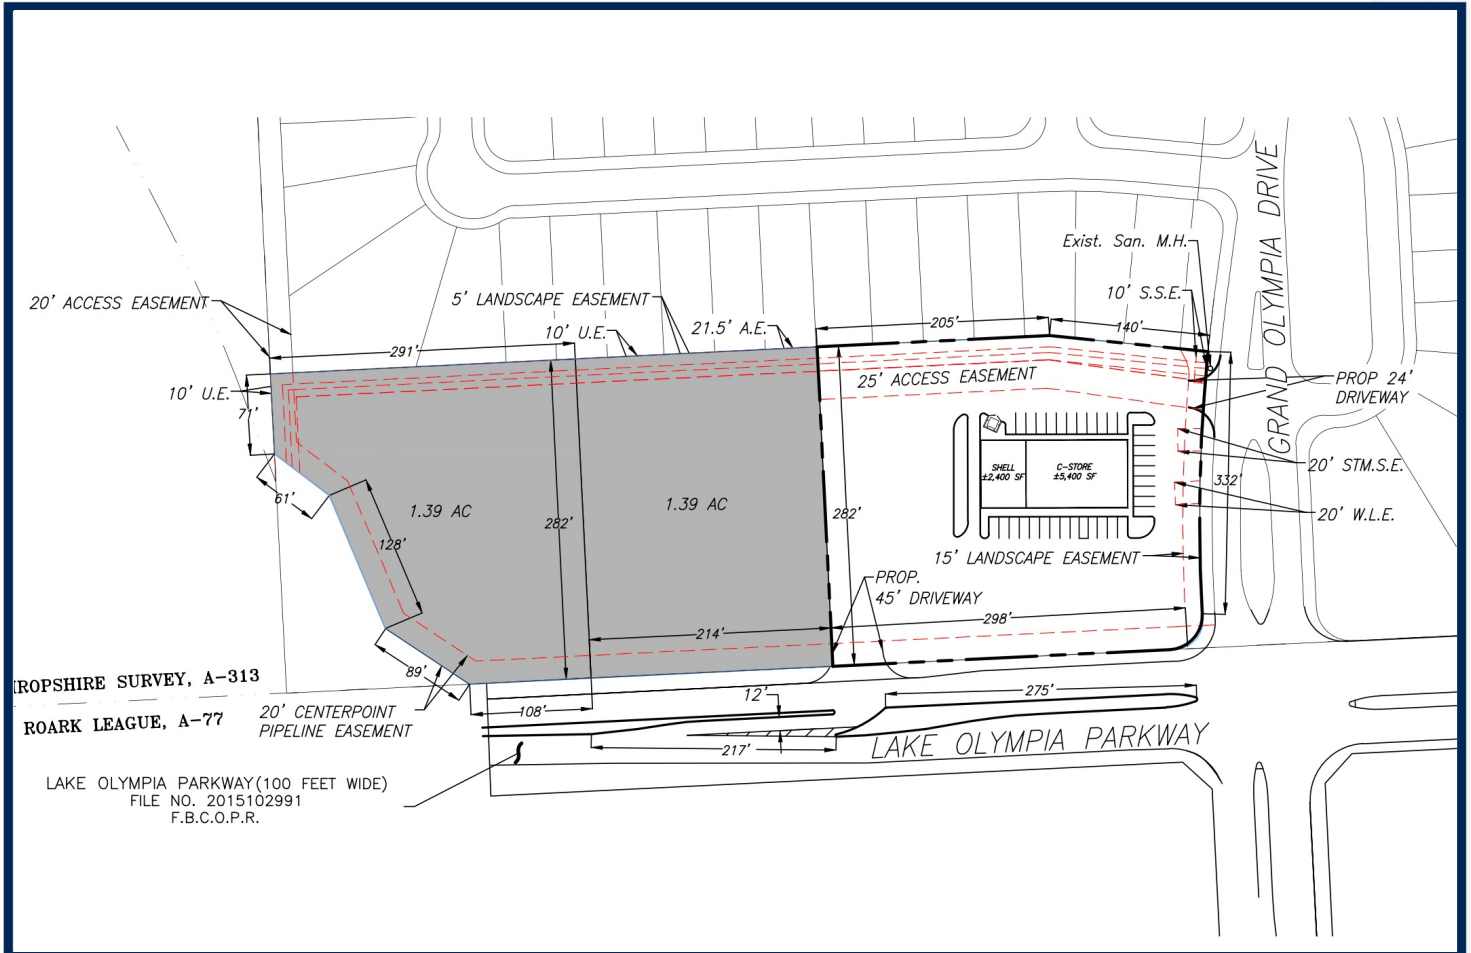 GRAND OLYMPIA DRIVE
Exist. San. M.H.
10' S.S.E.
20' ACCESS EASEMENT
5' LANDSCAPE EASEMENT
10' U.E.
21.5' A.E.
205'
140'
291'
25' ACCESS EASEMENT
PROP 24'
DRIVEWAY
10' U.E.
71'
SHELL
±2,400 SF
C-STORE
±5,400 SF
20' STM.S.E.
332'
61'
1.39 AC
1.39 AC
282'
282'
20' W.L.E.
128'
15' LANDSCAPE EASEMENT
PROP.
45' DRIVEWAY
298'
214'
89'
ROPSHIRE SURVEY, A-313
ROARK LEAGUE, A-77
20' CENTERPOINT
PIPELINE EASEMENT
108'
12'
275'
217'
LAKE OLYMPIA PARKWAY
LAKE OLYMPIA PARKWAY(100 FEET WIDE)
FILE NO. 2015102991
F.B.C.O.P.R.